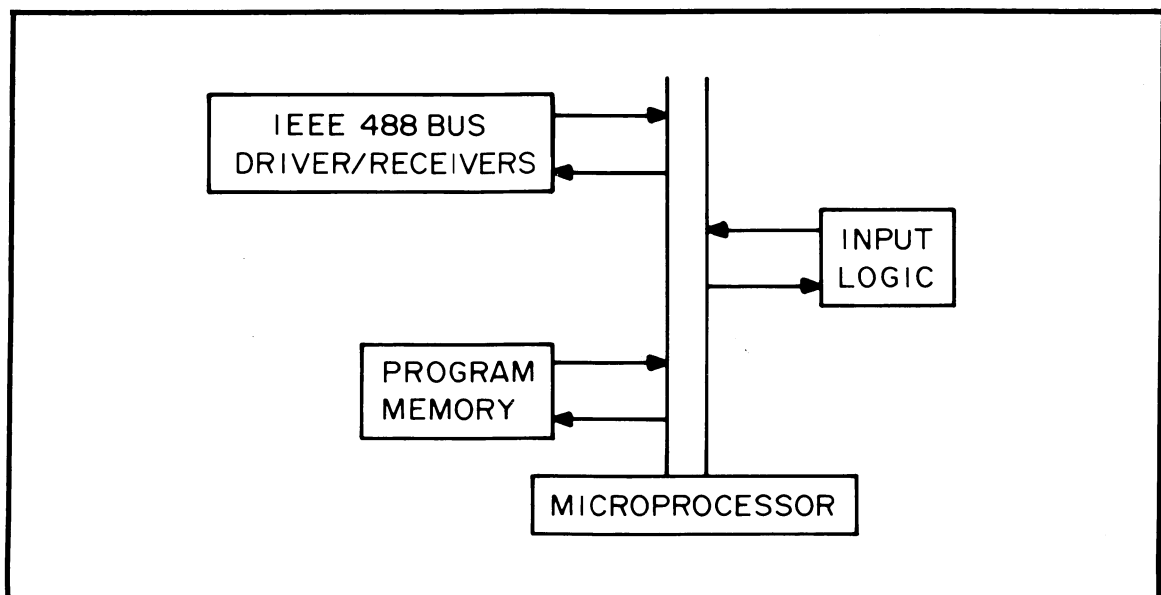 IEEE 488 BUS
DRIVER/RECEIVERS
INPUT
LOGIC
PROGRAM
MEMORY
MICROPROCESSOR